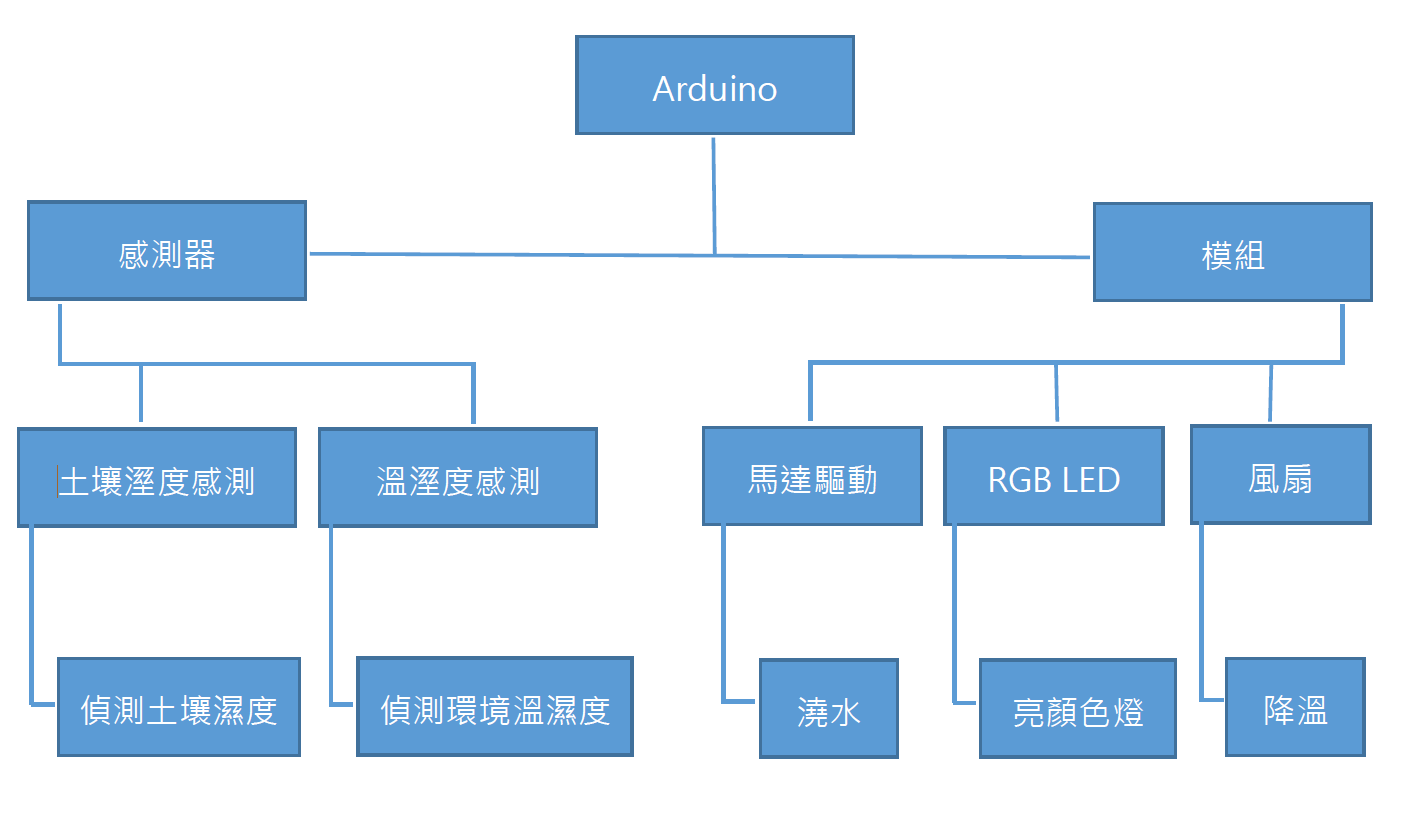 Arduino
感測器
模組
土壤溼度感測
溫溼度感測
馬達驅動
RGB LED
風扇
偵測土壤濕度
偵測環境溫濕度
澆水
亮顏色燈
降溫